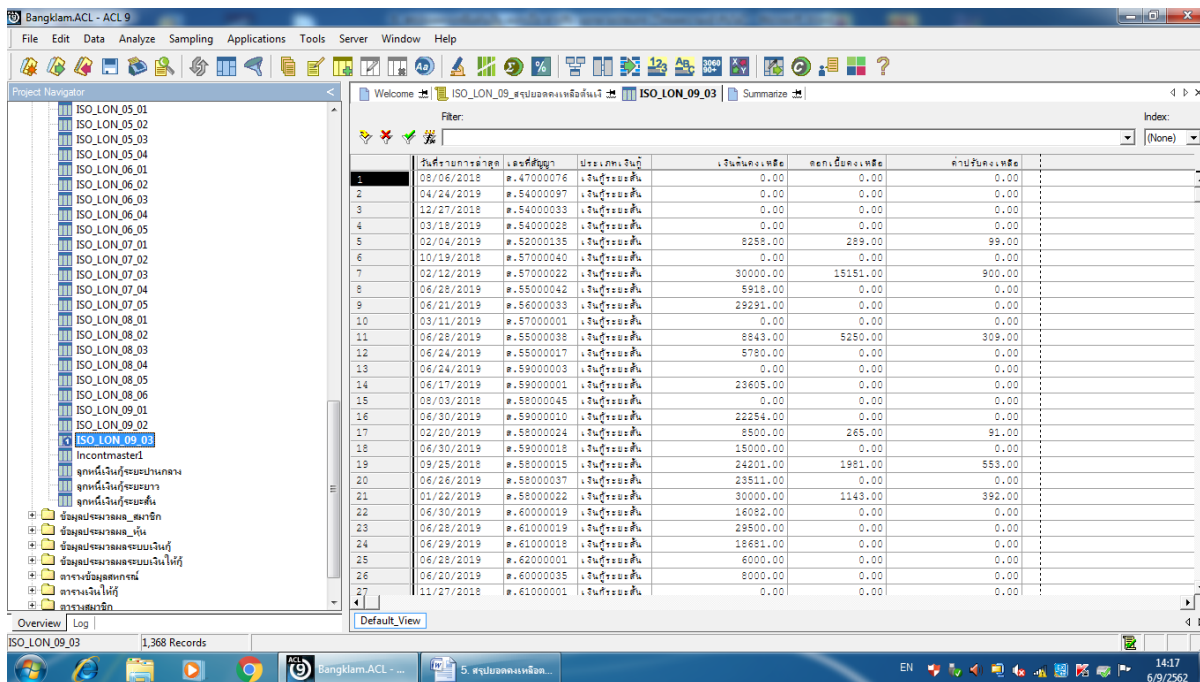 Bangklam.ACL - ACL 9
File Edit Data Analyze Sampling Applications Tools Server Window Help
Project Navigator
ISO_LON_05_01
ISO_LON_05_02
ISO_LON_05_03
ISO_LON_05_04
ISO_LON_06_01
ISO_LON_06_02
ISO_LON_06_03
ISO_LON_06_04
ISO_LON_06_05
ISO_LON_07_01
ISO_LON_07_02
ISO_LON_07_03
ISO_LON_07_04
ISO_LON_07_05
ISO_LON_08_01
ISO_LON_08_02
ISO_LON_08_03
ISO_LON_08_04
ISO_LON_08_05
ISO_LON_08_06
ISO_LON_09_01
ISO_LON_09_02
ISO_LON_09_03
Incontmaster1
ลูกหนี้เงินกู้ระยะปานกลาง
ลูกหนี้เงินกู้ระยะยาว
ลูกหนี้เงินกู้ระยะสั้น
ข้อมูลประมวลผล_สมาชิก
ข้อมูลประมวลผล_หุ้น
ข้อมูลประมวลผลระบบเงินกู้
ข้อมูลประมวลผลระบบเงินให้กู้
ตารางข้อมูลสหกรณ์
ตารางเงินให้กู้
ตารางสมาชิก
Overview Log
Welcome ISO_LON_09_สรุปยอดคงเหลือต้นเงิ ISO_LON_09_03 Summarize
Filter: Index:
(None)
วันที่รายการล่าสุด เลขที่สัญญา ประเภทเงินกู้ เงินต้นคงเหลือ ดอกเบี้ยคงเหลือ ค่าปรับคงเหลือ
1 08/06/2018 ส.47000076 เงินกู้ระยะสั้น 0.00 0.00 0.00
2 04/24/2019 ส.54000097 เงินกู้ระยะสั้น 0.00 0.00 0.00
3 12/27/2018 ส.54000033 เงินกู้ระยะสั้น 0.00 0.00 0.00
4 03/18/2019 ส.54000028 เงินกู้ระยะสั้น 0.00 0.00 0.00
5 02/04/2019 ส.52000135 เงินกู้ระยะสั้น 8258.00 289.00 99.00
6 10/19/2018 ส.57000040 เงินกู้ระยะสั้น 0.00 0.00 0.00
7 02/12/2019 ส.57000022 เงินกู้ระยะสั้น 30000.00 15151.00 900.00
8 06/28/2019 ส.55000042 เงินกู้ระยะสั้น 5918.00 0.00 0.00
9 06/21/2019 ส.56000033 เงินกู้ระยะสั้น 29291.00 0.00 0.00
10 03/11/2019 ส.57000001 เงินกู้ระยะสั้น 0.00 0.00 0.00
11 06/28/2019 ส.55000038 เงินกู้ระยะสั้น 8843.00 5250.00 309.00
12 06/24/2019 ส.55000017 เงินกู้ระยะสั้น 5780.00 0.00 0.00
13 06/24/2019 ส.59000003 เงินกู้ระยะสั้น 0.00 0.00 0.00
14 06/17/2019 ส.59000001 เงินกู้ระยะสั้น 23605.00 0.00 0.00
15 08/03/2018 ส.58000045 เงินกู้ระยะสั้น 0.00 0.00 0.00
16 06/30/2019 ส.59000010 เงินกู้ระยะสั้น 22254.00 0.00 0.00
17 02/20/2019 ส.58000024 เงินกู้ระยะสั้น 8500.00 265.00 91.00
18 06/30/2019 ส.59000018 เงินกู้ระยะสั้น 15000.00 0.00 0.00
19 09/25/2018 ส.58000015 เงินกู้ระยะสั้น 24201.00 1981.00 553.00
20 06/26/2019 ส.58000037 เงินกู้ระยะสั้น 23511.00 0.00 0.00
21 01/22/2019 ส.58000022 เงินกู้ระยะสั้น 30000.00 1143.00 392.00
22 06/30/2019 ส.60000019 เงินกู้ระยะสั้น 16082.00 0.00 0.00
23 06/28/2019 ส.61000019 เงินกู้ระยะสั้น 29500.00 0.00 0.00
24 06/29/2019 ส.61000018 เงินกู้ระยะสั้น 18681.00 0.00 0.00
25 06/28/2019 ส.62000001 เงินกู้ระยะสั้น 6000.00 0.00 0.00
26 06/20/2019 ส.60000035 เงินกู้ระยะสั้น 8000.00 0.00 0.00
27 11/27/2018 ส.61000001 เงินกู้ระยะสั้น 0.00 0.00 0.00
Default_View
ISO_LON_09_03 1,368 Records
Bangklam.ACL - ... 5. สรุปยอดคงเหลือต... EN 14:17
6/9/2562